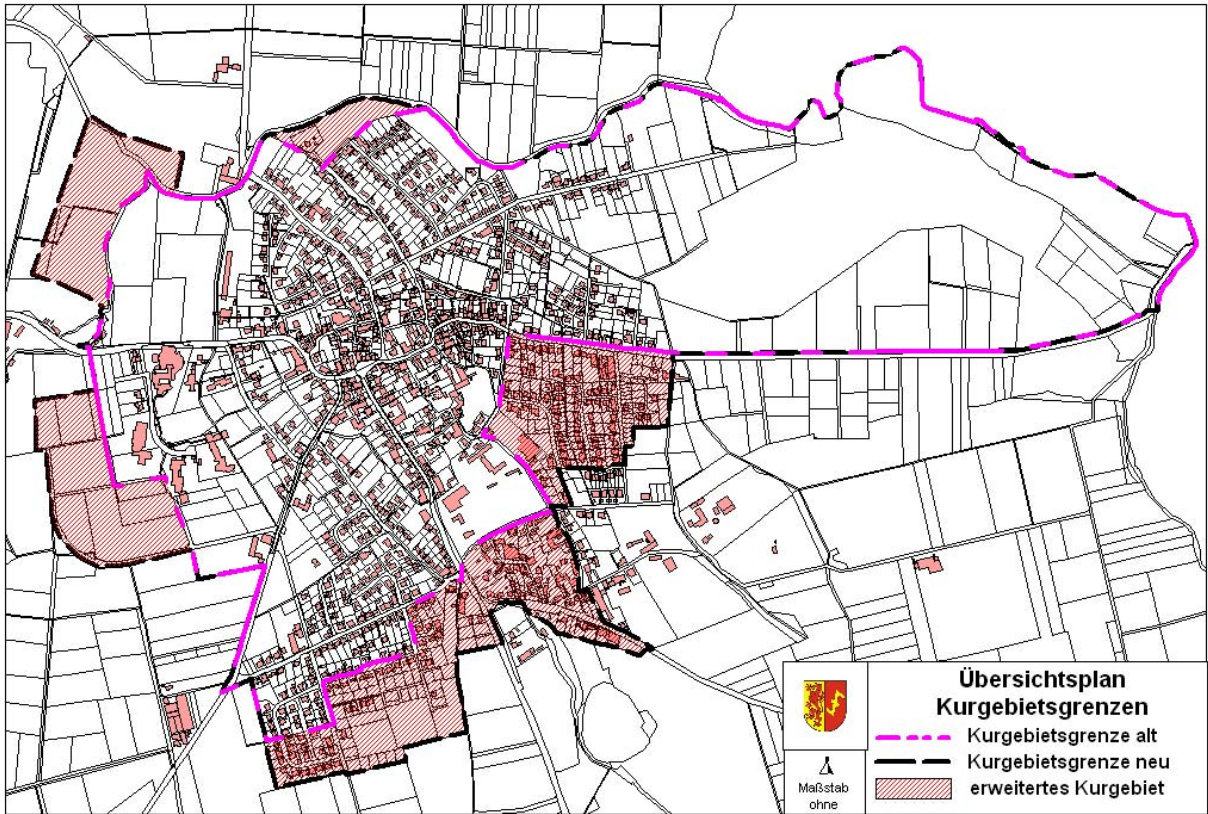 Übersichtsplan
Kurgebietsgrenzen
Kurgebietsgrenze alt
Kurgebietsgrenze neu
erweitertes Kurgebiet
Maßstab
ohne